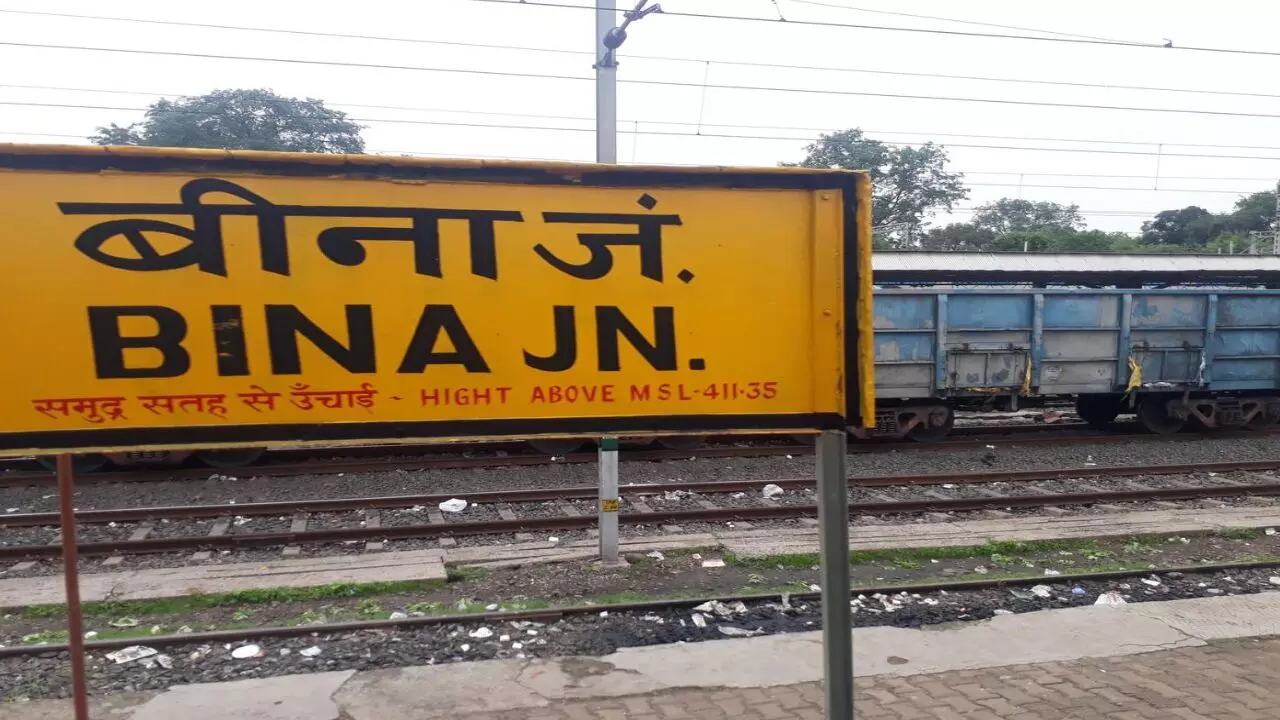 बीना जं.
BINA JN.
समुद्र सतह से उँचाई - HIGHT ABOVE MSL-411.35